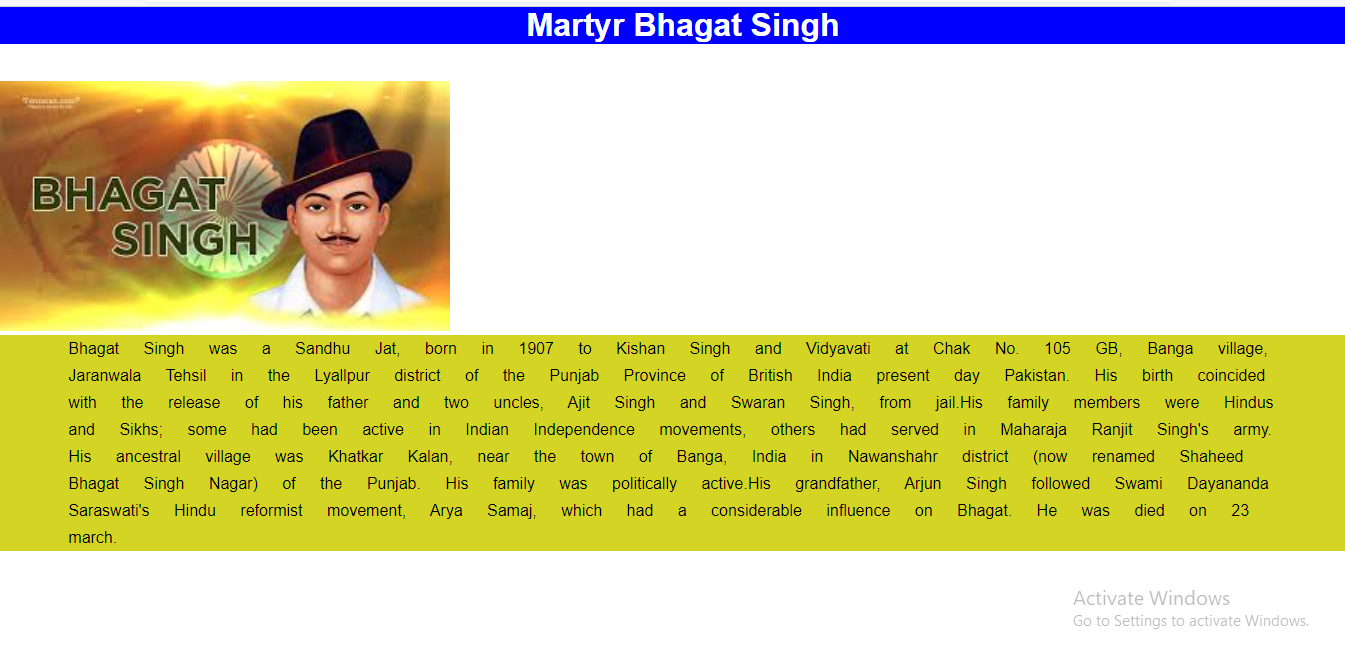 Martyr Bhagat Singh
BHAGAT
SINGH
Bhagat Singh was a Sandhu Jat, born in 1907 to Kishan Singh and Vidyavati at Chak No. 105 GB, Banga village,
Jaranwala Tehsil in the Lyallpur district of the Punjab Province of British India present day Pakistan. His birth coincided
with the release of his father and two uncles, Ajit Singh and Swaran Singh, from jail.His family members were Hindus
and Sikhs; some had been active in Indian Independence movements, others had served in Maharaja Ranjit Singh's army.
His ancestral village was Khatkar Kalan, near the town of Banga, India in Nawanshahr district (now renamed Shaheed
Bhagat Singh Nagar) of the Punjab. His family was politically active.His grandfather, Arjun Singh followed Swami Dayananda
Saraswati's Hindu reformist movement, Arya Samaj, which had a considerable influence on Bhagat. He was died on 23
march.
Activate Windows
Go to Settings to activate Windows.